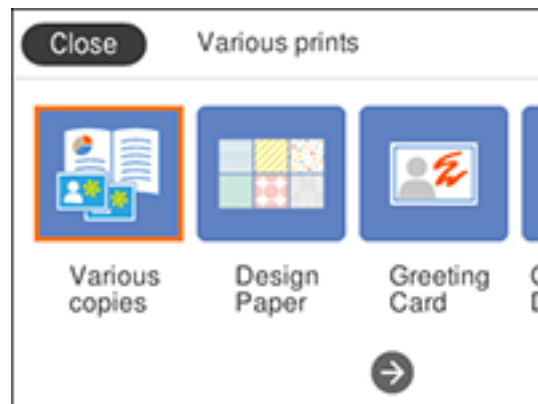 Close
Various prints
Various
copies
Design
Paper
Greeting
Card